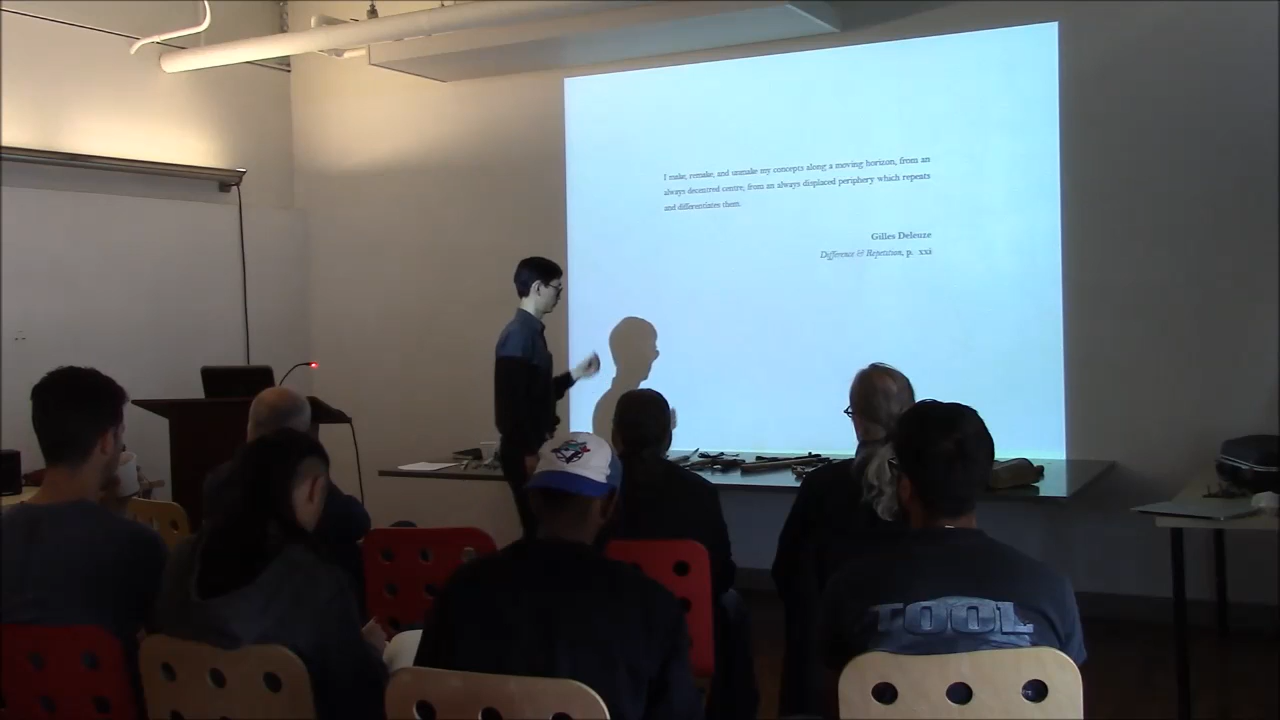 I make, remake, and unmake my concepts along a moving horizon, from an
always decentred centre, from an always displaced periphery which repeats
and differentiates them.
Gilles Deleuze
Difference & Repetition, p. xxi
TOOL